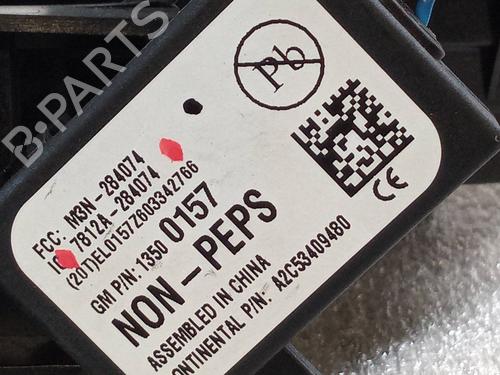 B-PARTS
Pb
FCC: M3N-284074
IC 7812A-284074
(20T)EL0157Z603342766
GM P/N: 1350 0157
NON-PEPS
ASSEMBLED IN CHINA
CONTINENTAL P/N: A2C53409480
CE